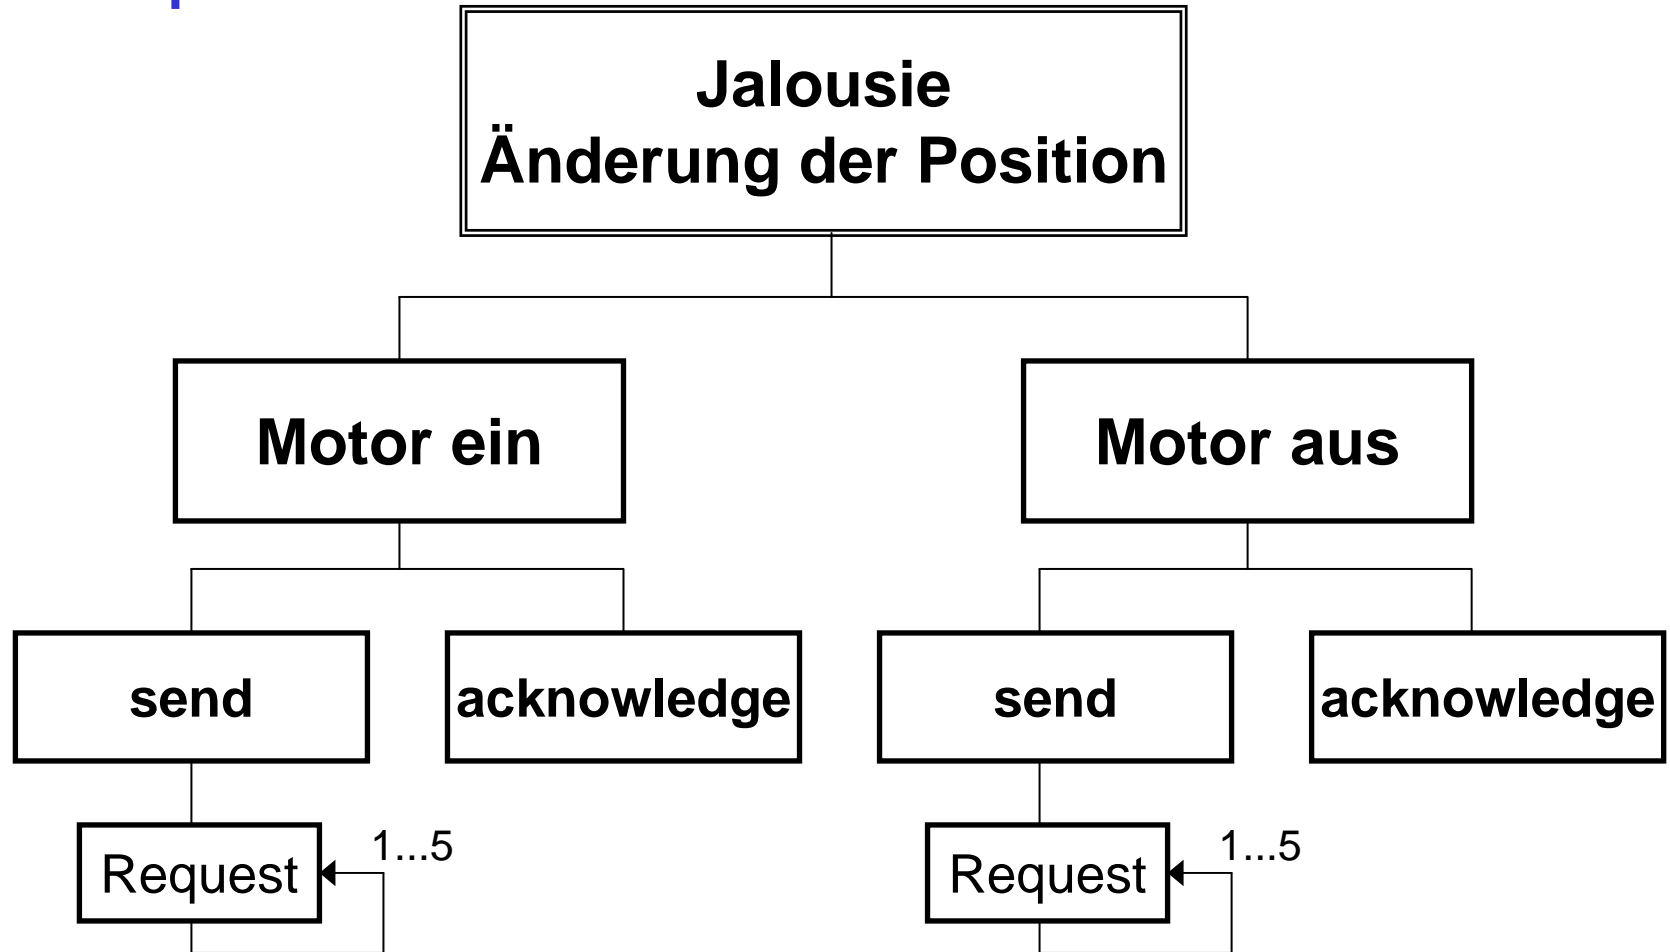 Jalousie
Änderung der Position
Motor ein
Motor aus
send
acknowledge
send
acknowledge
Request
1...5
Request
1...5